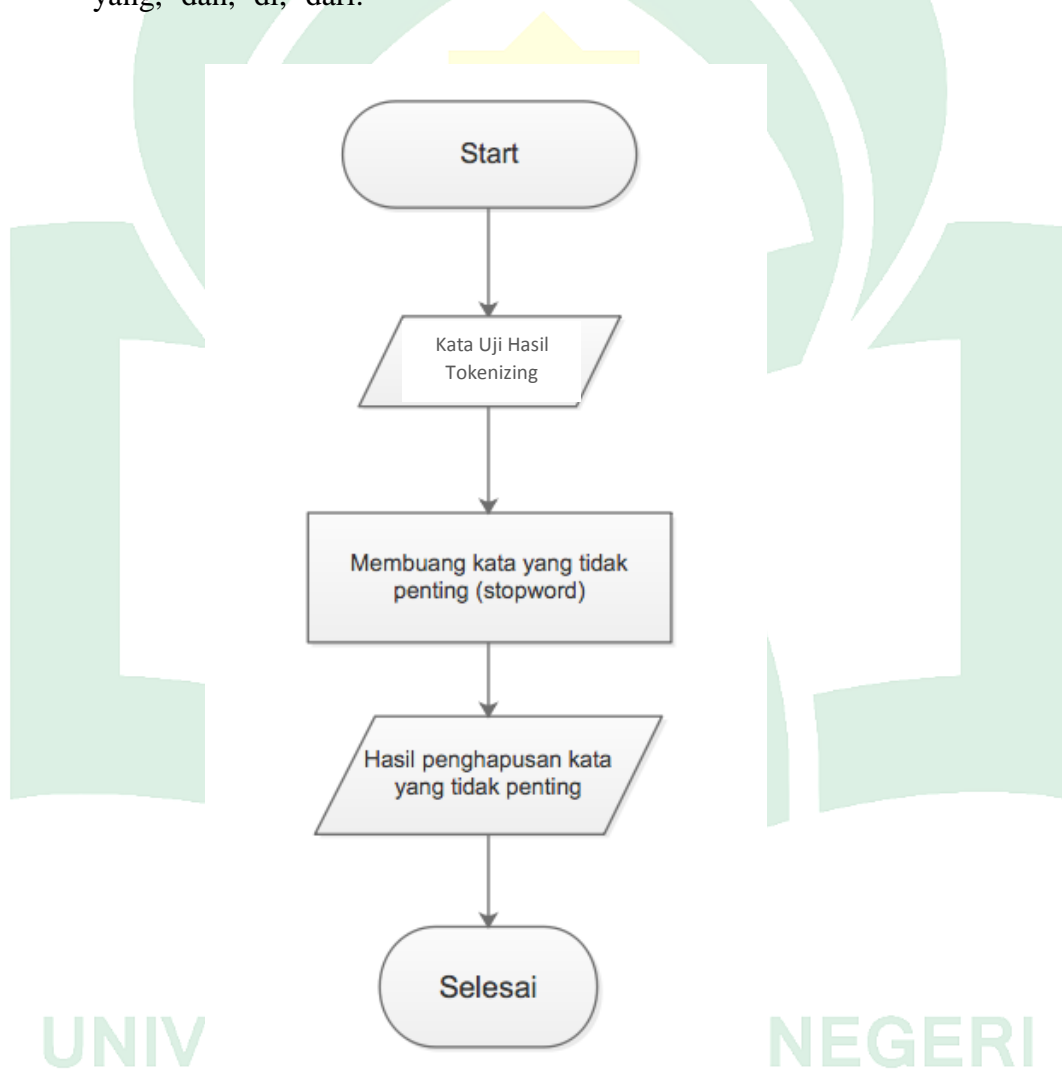 yang, dan, di, dari.
Start
Kata Uji Hasil
Tokenizing
Membuang kata yang tidak
penting (stopword)
Hasil penghapusan kata
yang tidak penting
Selesai
UNIV NEGERI